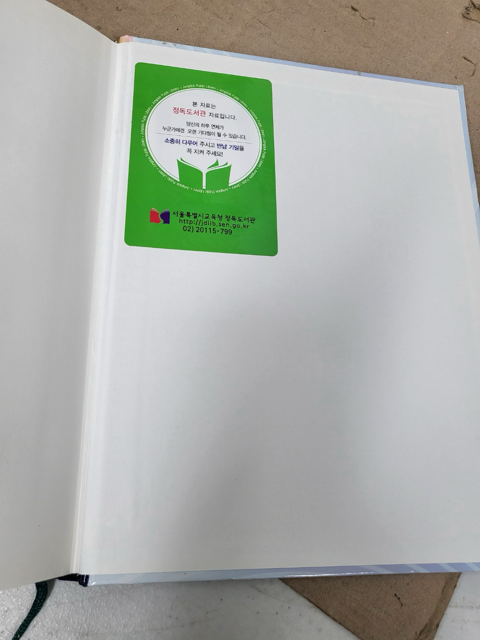 본 자료는
정독도서관 자료입니다.
당신의 하루 연체가
누군가에겐 오랜 기다림이 될 수 있습니다.
소중히 다루어 주시고 반납 기일을
꼭 지켜 주세요!
서울특별시교육청 정독도서관
http://jdlib.sen.go.kr
02) 20115-799